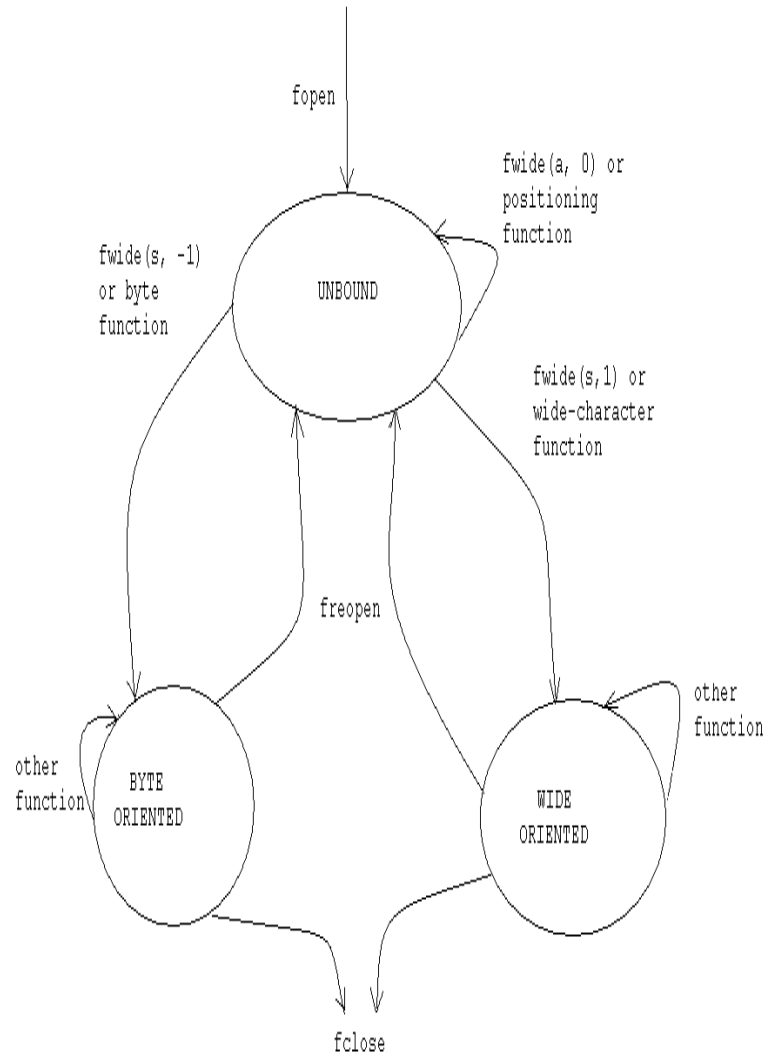 fopen
fwide(a, 0) or
positioning
function
fwide(s, -1)
or byte
function
UNBOUND
fwide(s,1) or
wide-character
function
freopen
other
function
other
function
BYTE
ORIENTED
WIDE
ORIENTED
fclose